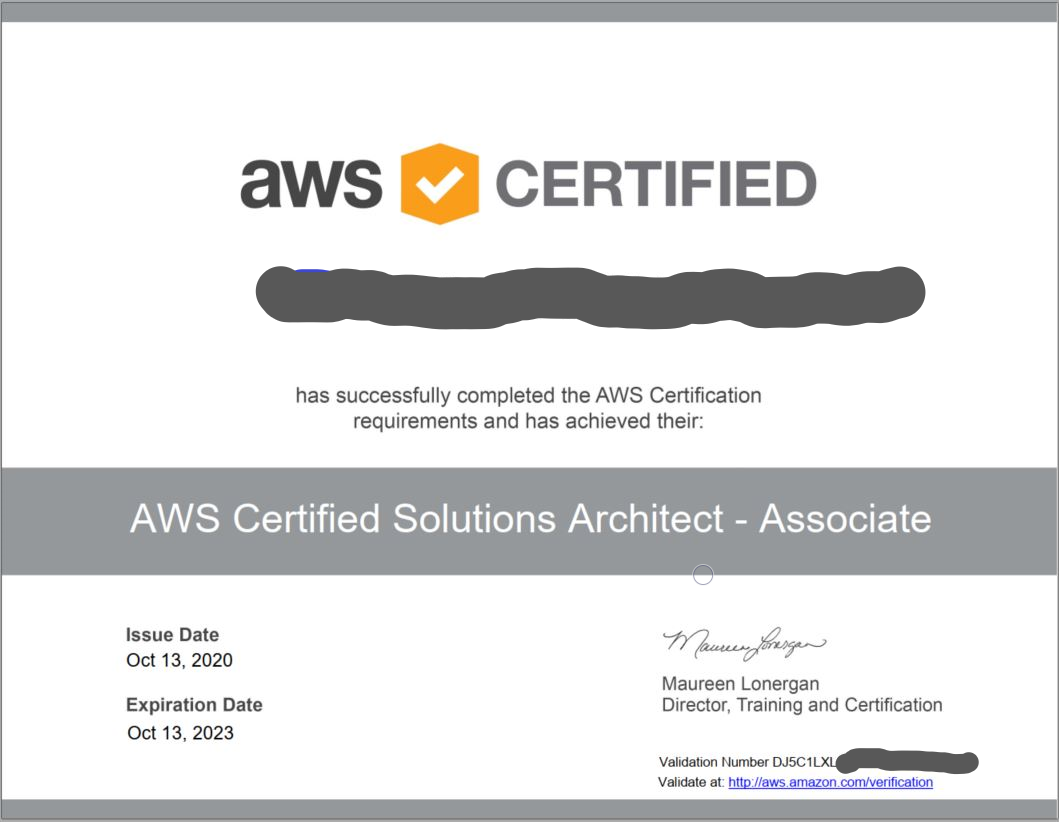 aws CERTIFIED
has successfully completed the AWS Certification
requirements and has achieved their:
AWS Certified Solutions Architect - Associate
Issue Date
Oct 13, 2020
Expiration Date
Oct 13, 2023
Maureen Lonergan
Maureen Lonergan
Director, Training and Certification
Validation Number DJ5C1LXL
Validate at: http://aws.amazon.com/verification